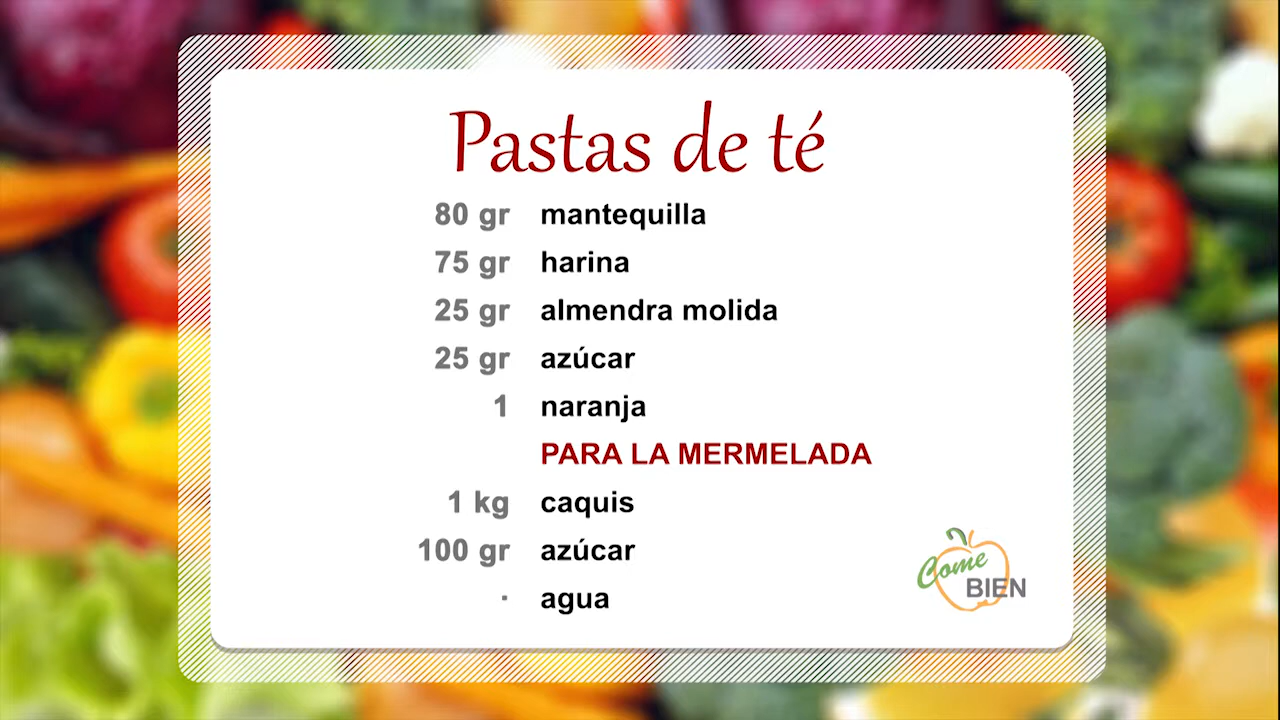 Pastas de té
80 gr mantequilla
75 gr harina
25 gr almendra molida
25 gr azúcar
1 naranja
PARA LA MERMELADA
1 kg caquis
100 gr azúcar
· agua
Come
BIEN